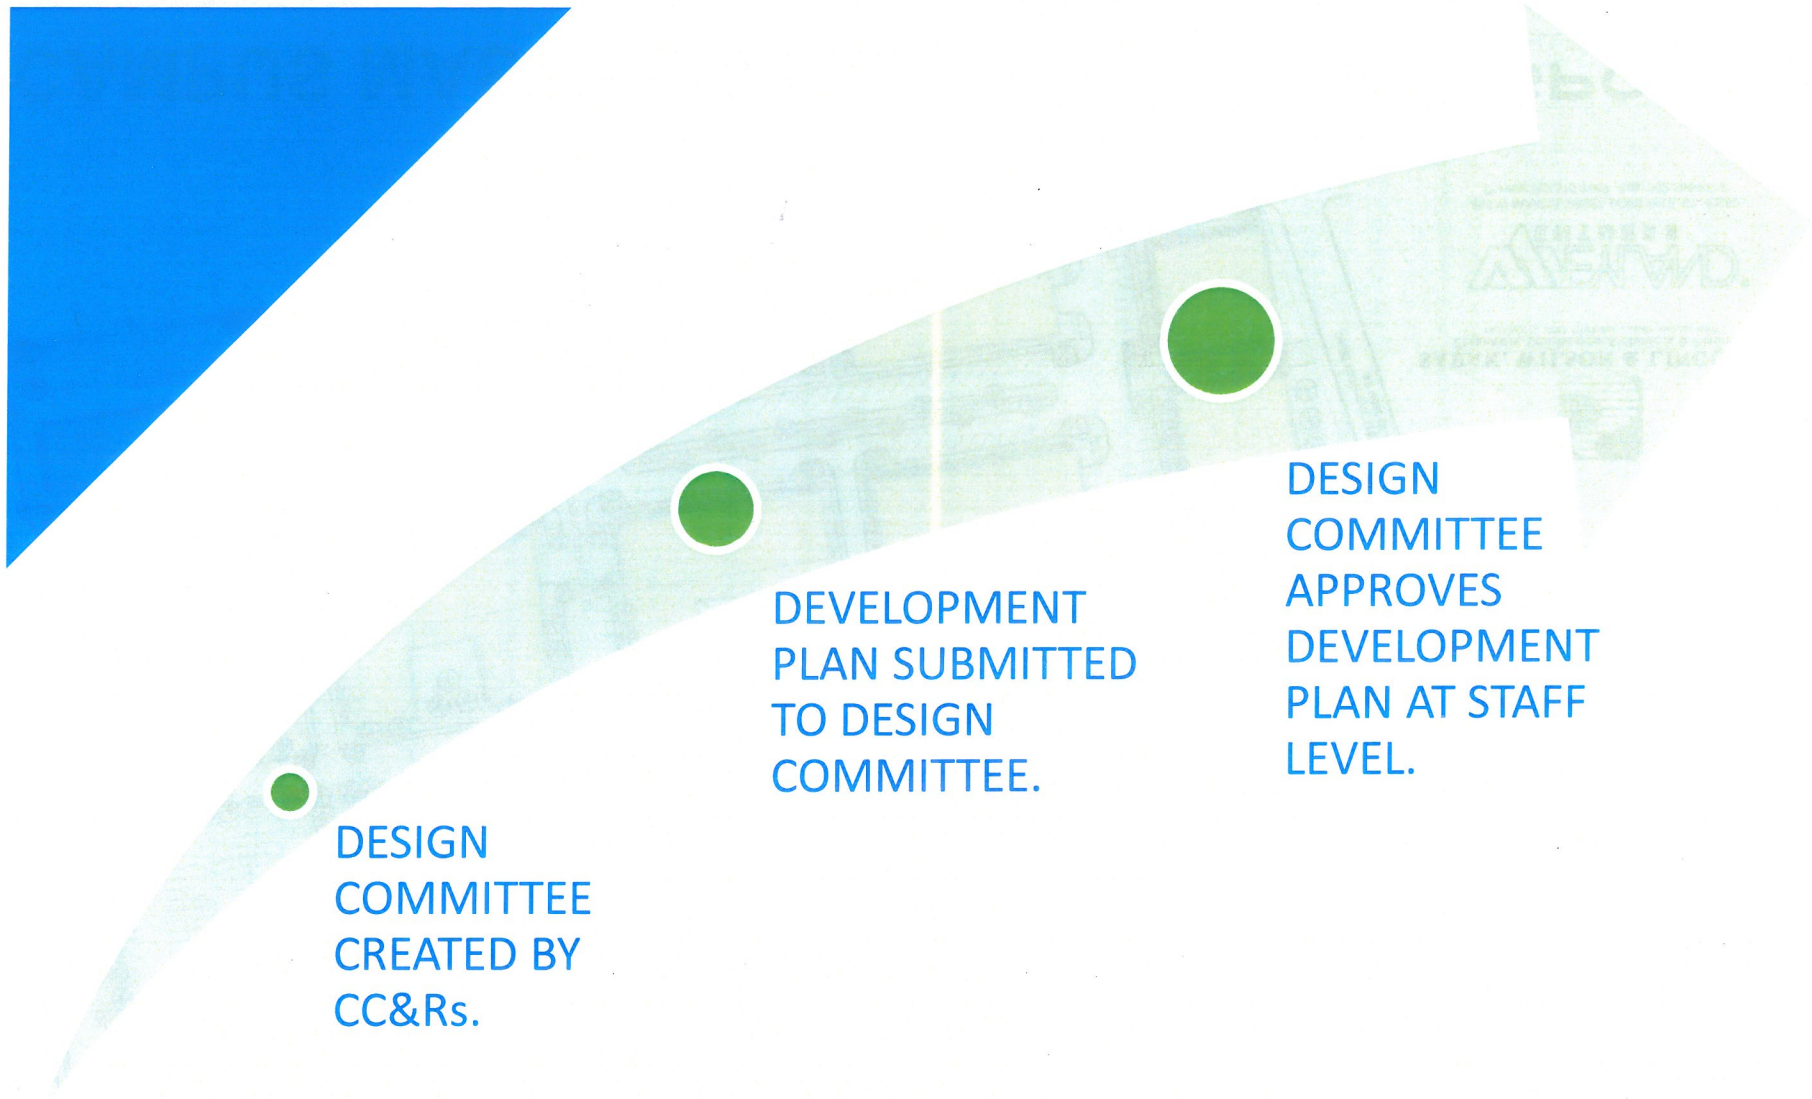 DESIGN
COMMITTEE
CREATED BY
CC&Rs.
DEVELOPMENT
PLAN SUBMITTED
TO DESIGN
COMMITTEE.
DESIGN
COMMITTEE
APPROVES
DEVELOPMENT
PLAN AT STAFF
LEVEL.